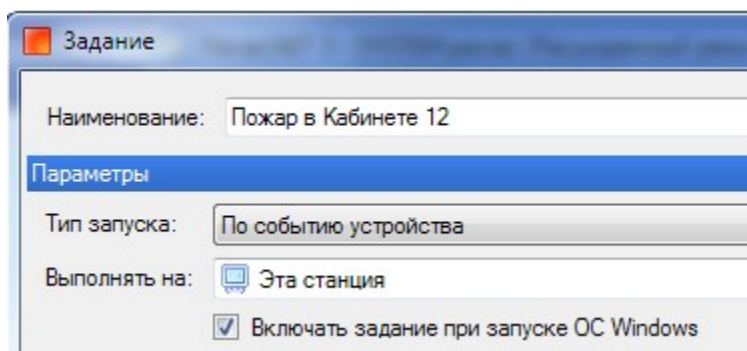 Задание
Наименование: Пожар в Кабинете 12
Параметры
Тип запуска: По событию устройства
Выполнять на: Эта станция
Включать задание при запуске ОС Windows